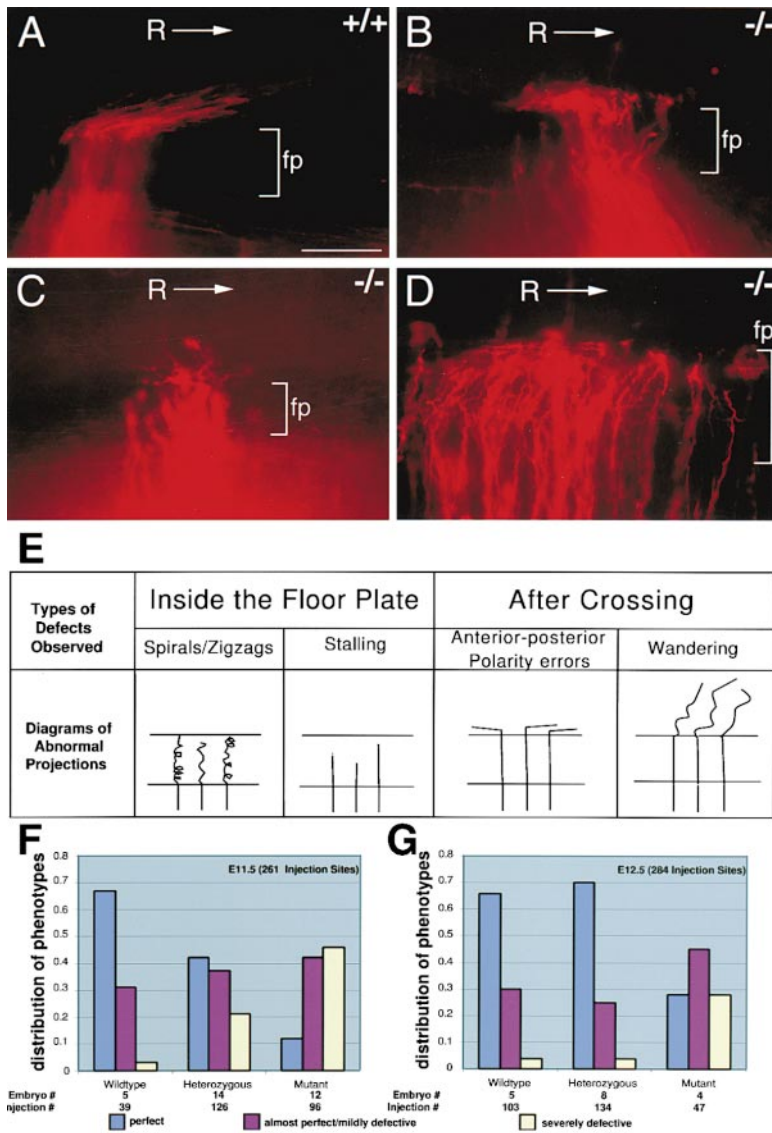 A R → +/+
fp
B R → -/-
fp
C R → -/-
fp
D R → -/-
fp
E
Types of Defects Observed
Inside the Floor Plate
After Crossing
Spirals/Zigzags
Stalling
Anterior-posterior Polarity errors
Wandering
Diagrams of Abnormal Projections
F
E11.5 (261 Injection Sites)
distribution of phenotypes
0.8
0.7
0.6
0.5
0.4
0.3
0.2
0.1
0
Wildtype Heterozygous Mutant
Embryo # 5 14 12
njection # 39 126 96
G
E12.5 (284 Injection Sites)
distribution of phenotypes
0.8
0.7
0.6
0.5
0.4
0.3
0.2
0.1
0
Wildtype Heterozygous Mutant
Embryo # 5 8 4
Injection # 103 134 47
perfect
almost perfect/mildly defective
severely defective